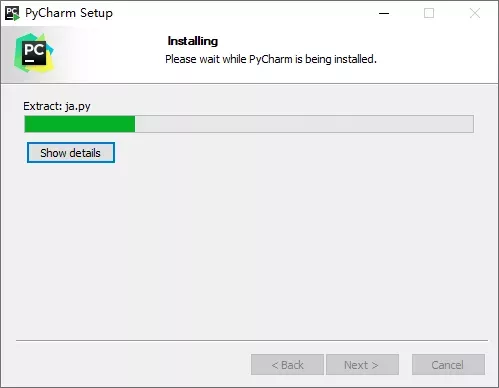 PC PyCharm Setup
PC
Installing
Please wait while PyCharm is being installed.
Extract: ja.py
Show details
< Back
Next >
Cancel